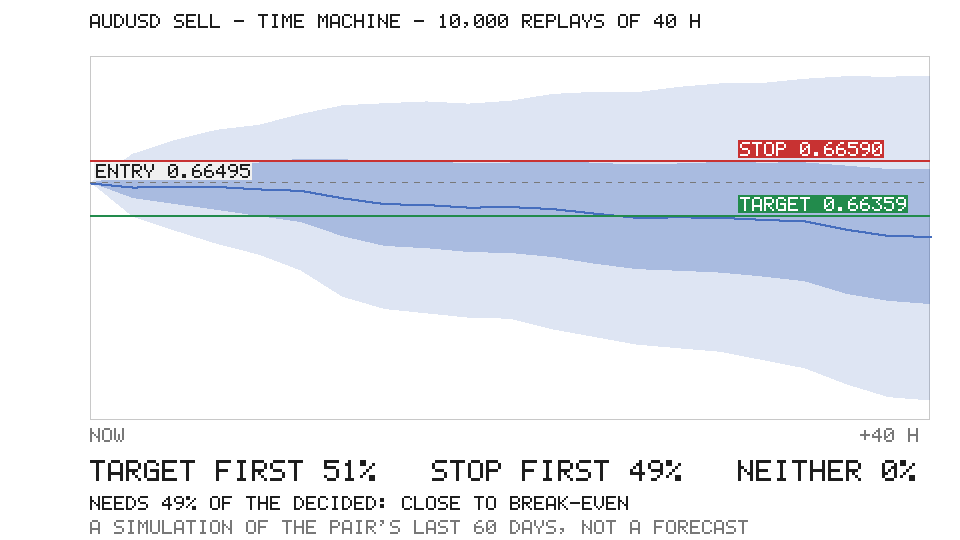 AUDUSD SELL - TIME MACHINE - 10,000 REPLAYS OF 40 H
STOP 0.66590
ENTRY 0.66495
TARGET 0.66359
NOW
+40 H
TARGET FIRST 51% STOP FIRST 49% NEITHER 0%
NEEDS 49% OF THE DECIDED: CLOSE TO BREAK-EVEN
A SIMULATION OF THE PAIR'S LAST 60 DAYS, NOT A FORECAST